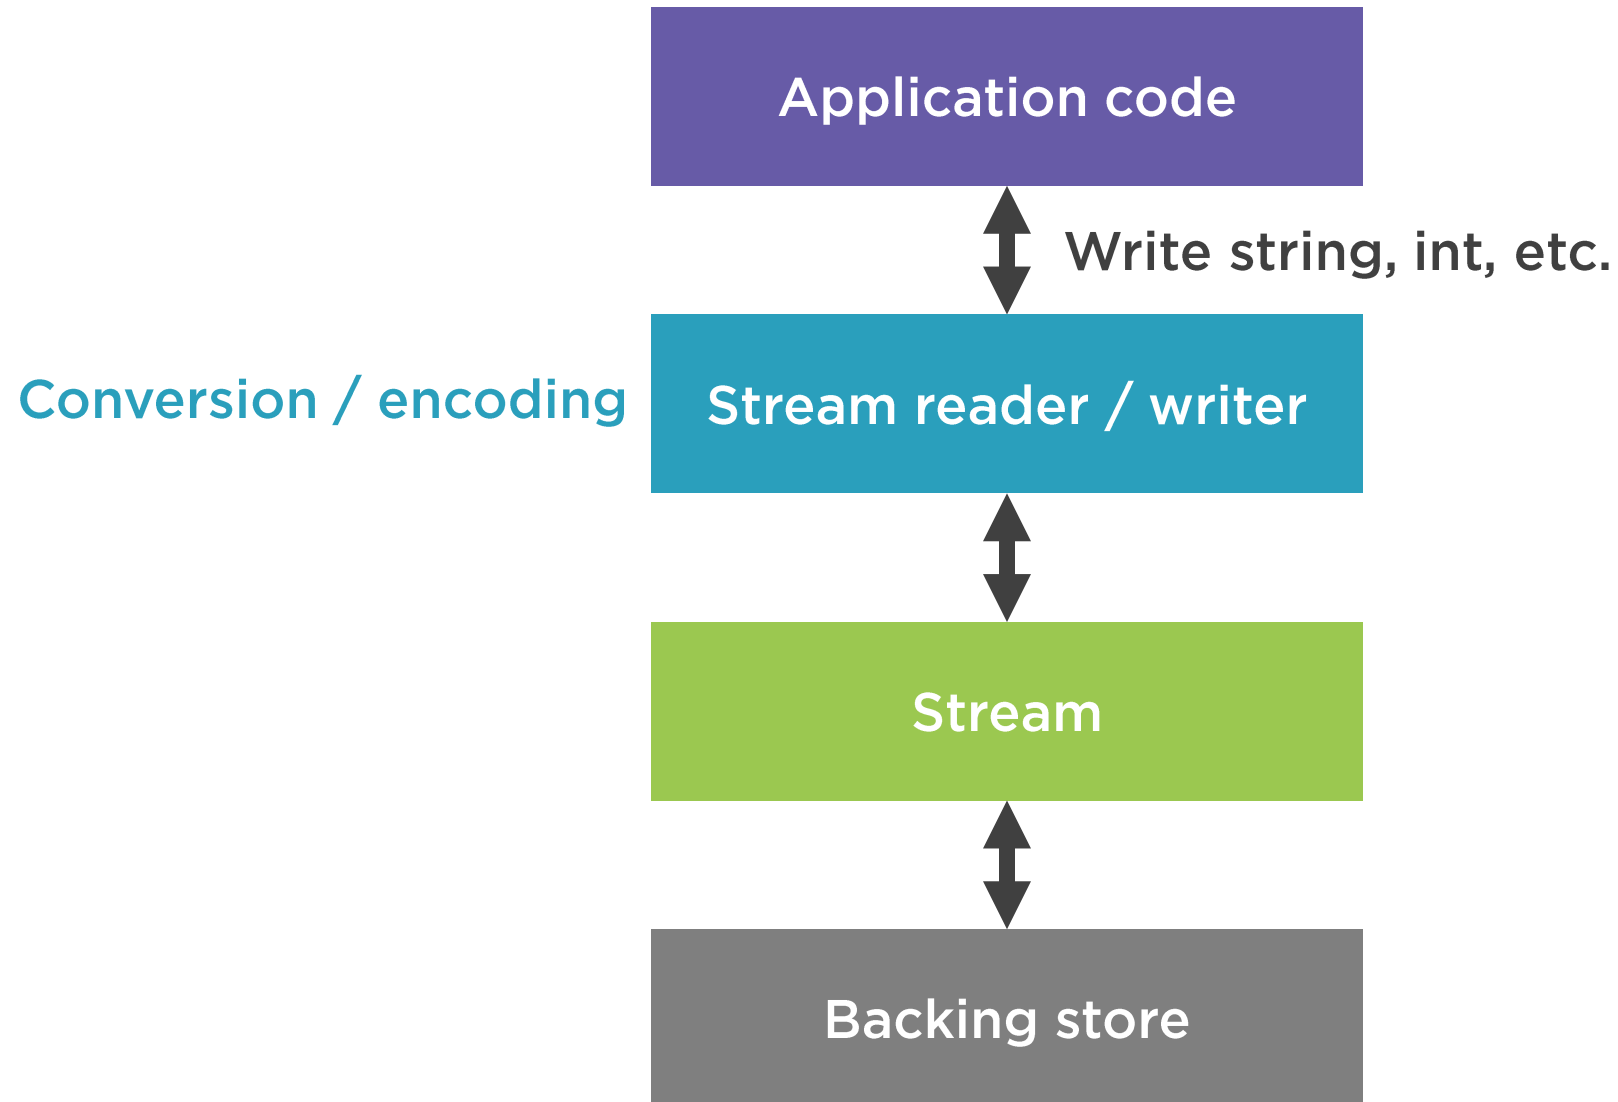 Application code
Write string, int, etc.
Conversion / encoding
Stream reader / writer
Stream
Backing store